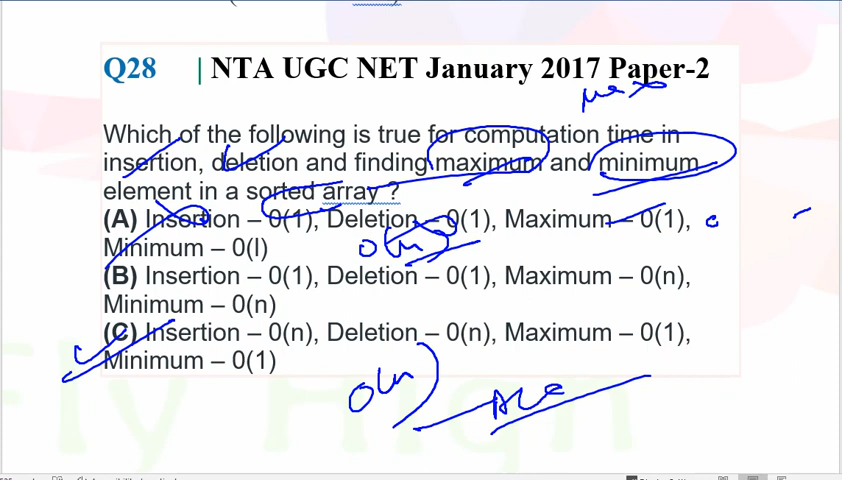 Q28 | NTA UGC NET January 2017 Paper-2
Max
Which of the following is true for computation time in
insertion, deletion and finding maximum and minimum
element in a sorted array ?
(A) Insertion – 0(1), Deletion – 0(1), Maximum – 0(1),
Minimum – 0(l)
O(n)
(B) Insertion – 0(1), Deletion – 0(1), Maximum – 0(n),
Minimum – 0(n)
(C) Insertion – 0(n), Deletion – 0(n), Maximum – 0(1),
Minimum – 0(1)
O(n)
Fly High